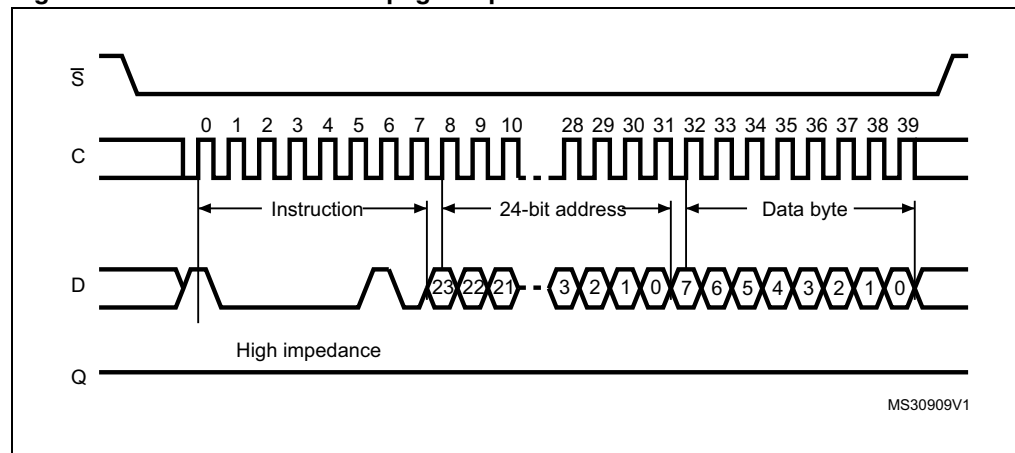 S
0 1 2 3 4 5 6 7 8 9 10 28 29 30 31 32 33 34 35 36 37 38 39
C
Instruction 24-bit address Data byte
D 23 22 21 3 2 1 0 7 6 5 4 3 2 1 0
High impedance
Q
MS30909V1